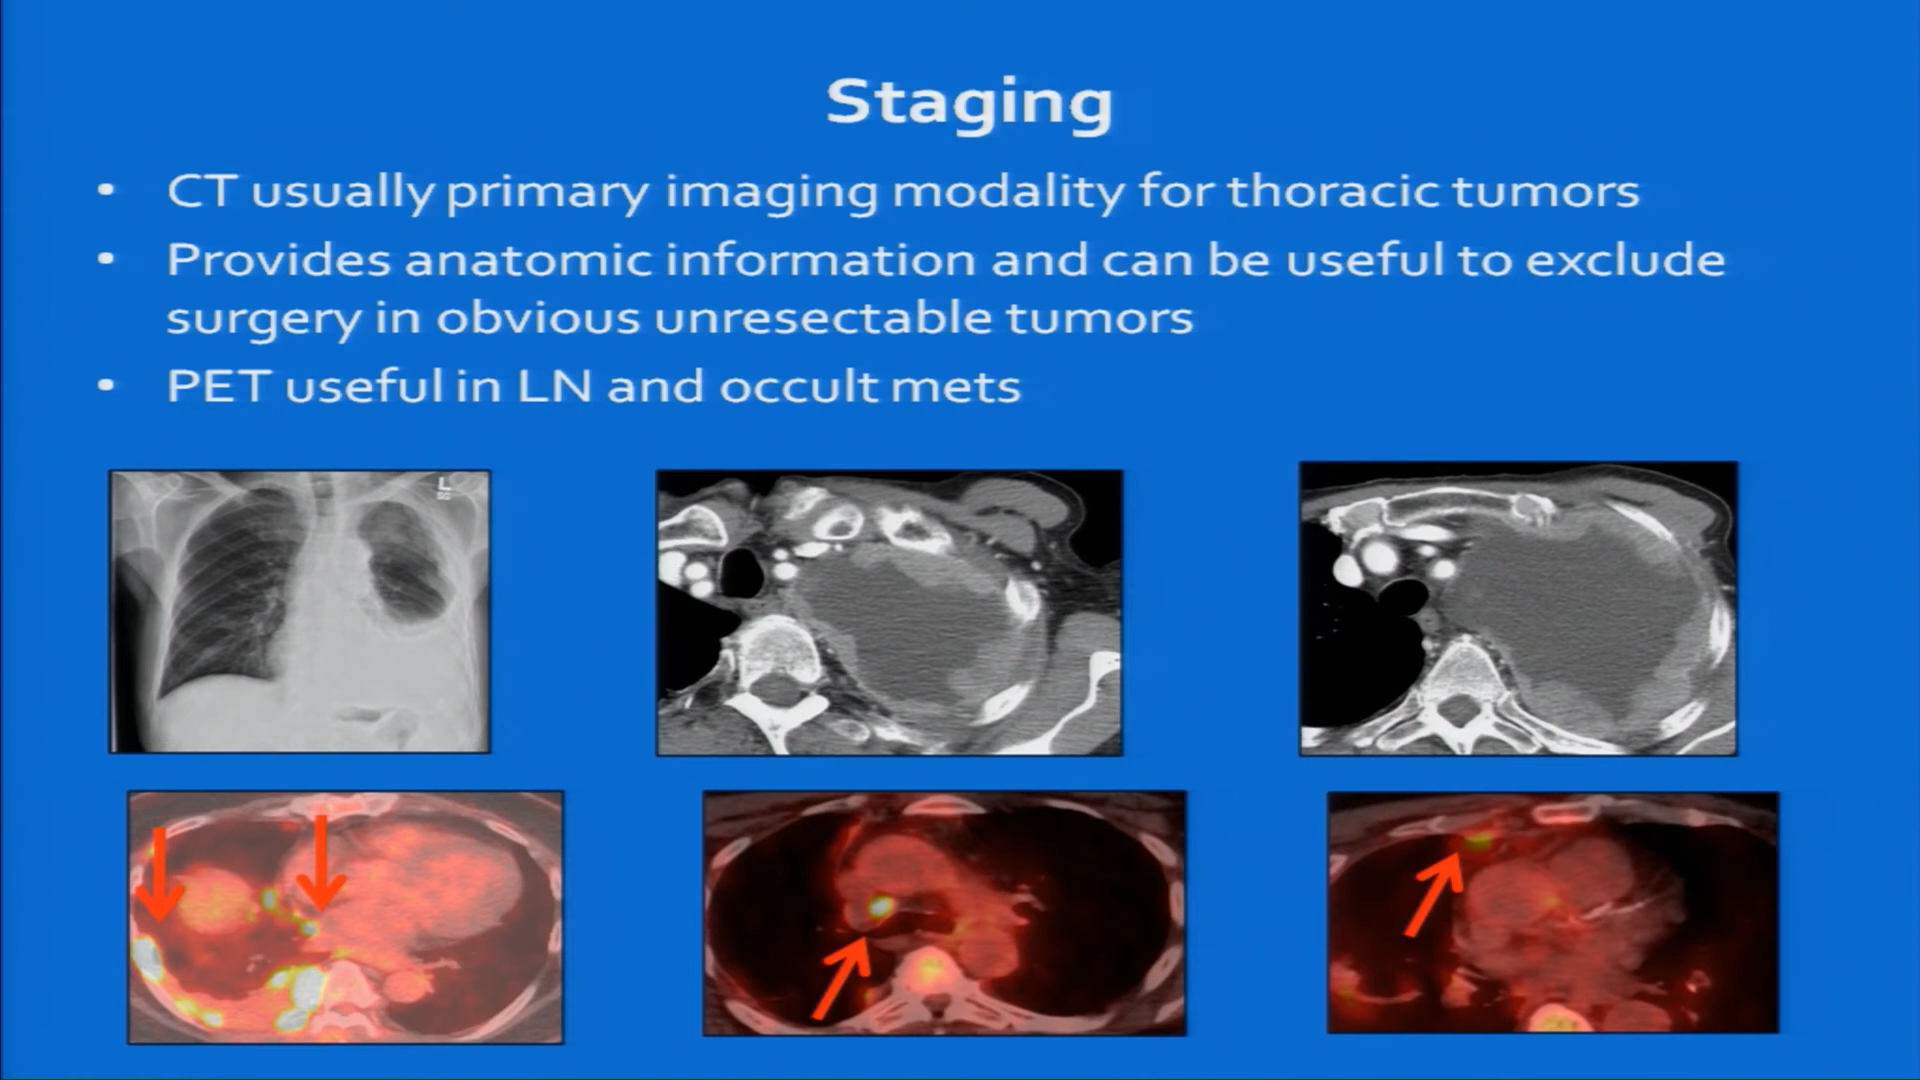 Staging
• CT usually primary imaging modality for thoracic tumors
• Provides anatomic information and can be useful to exclude
surgery in obvious unresectable tumors
• PET useful in LN and occult mets
L